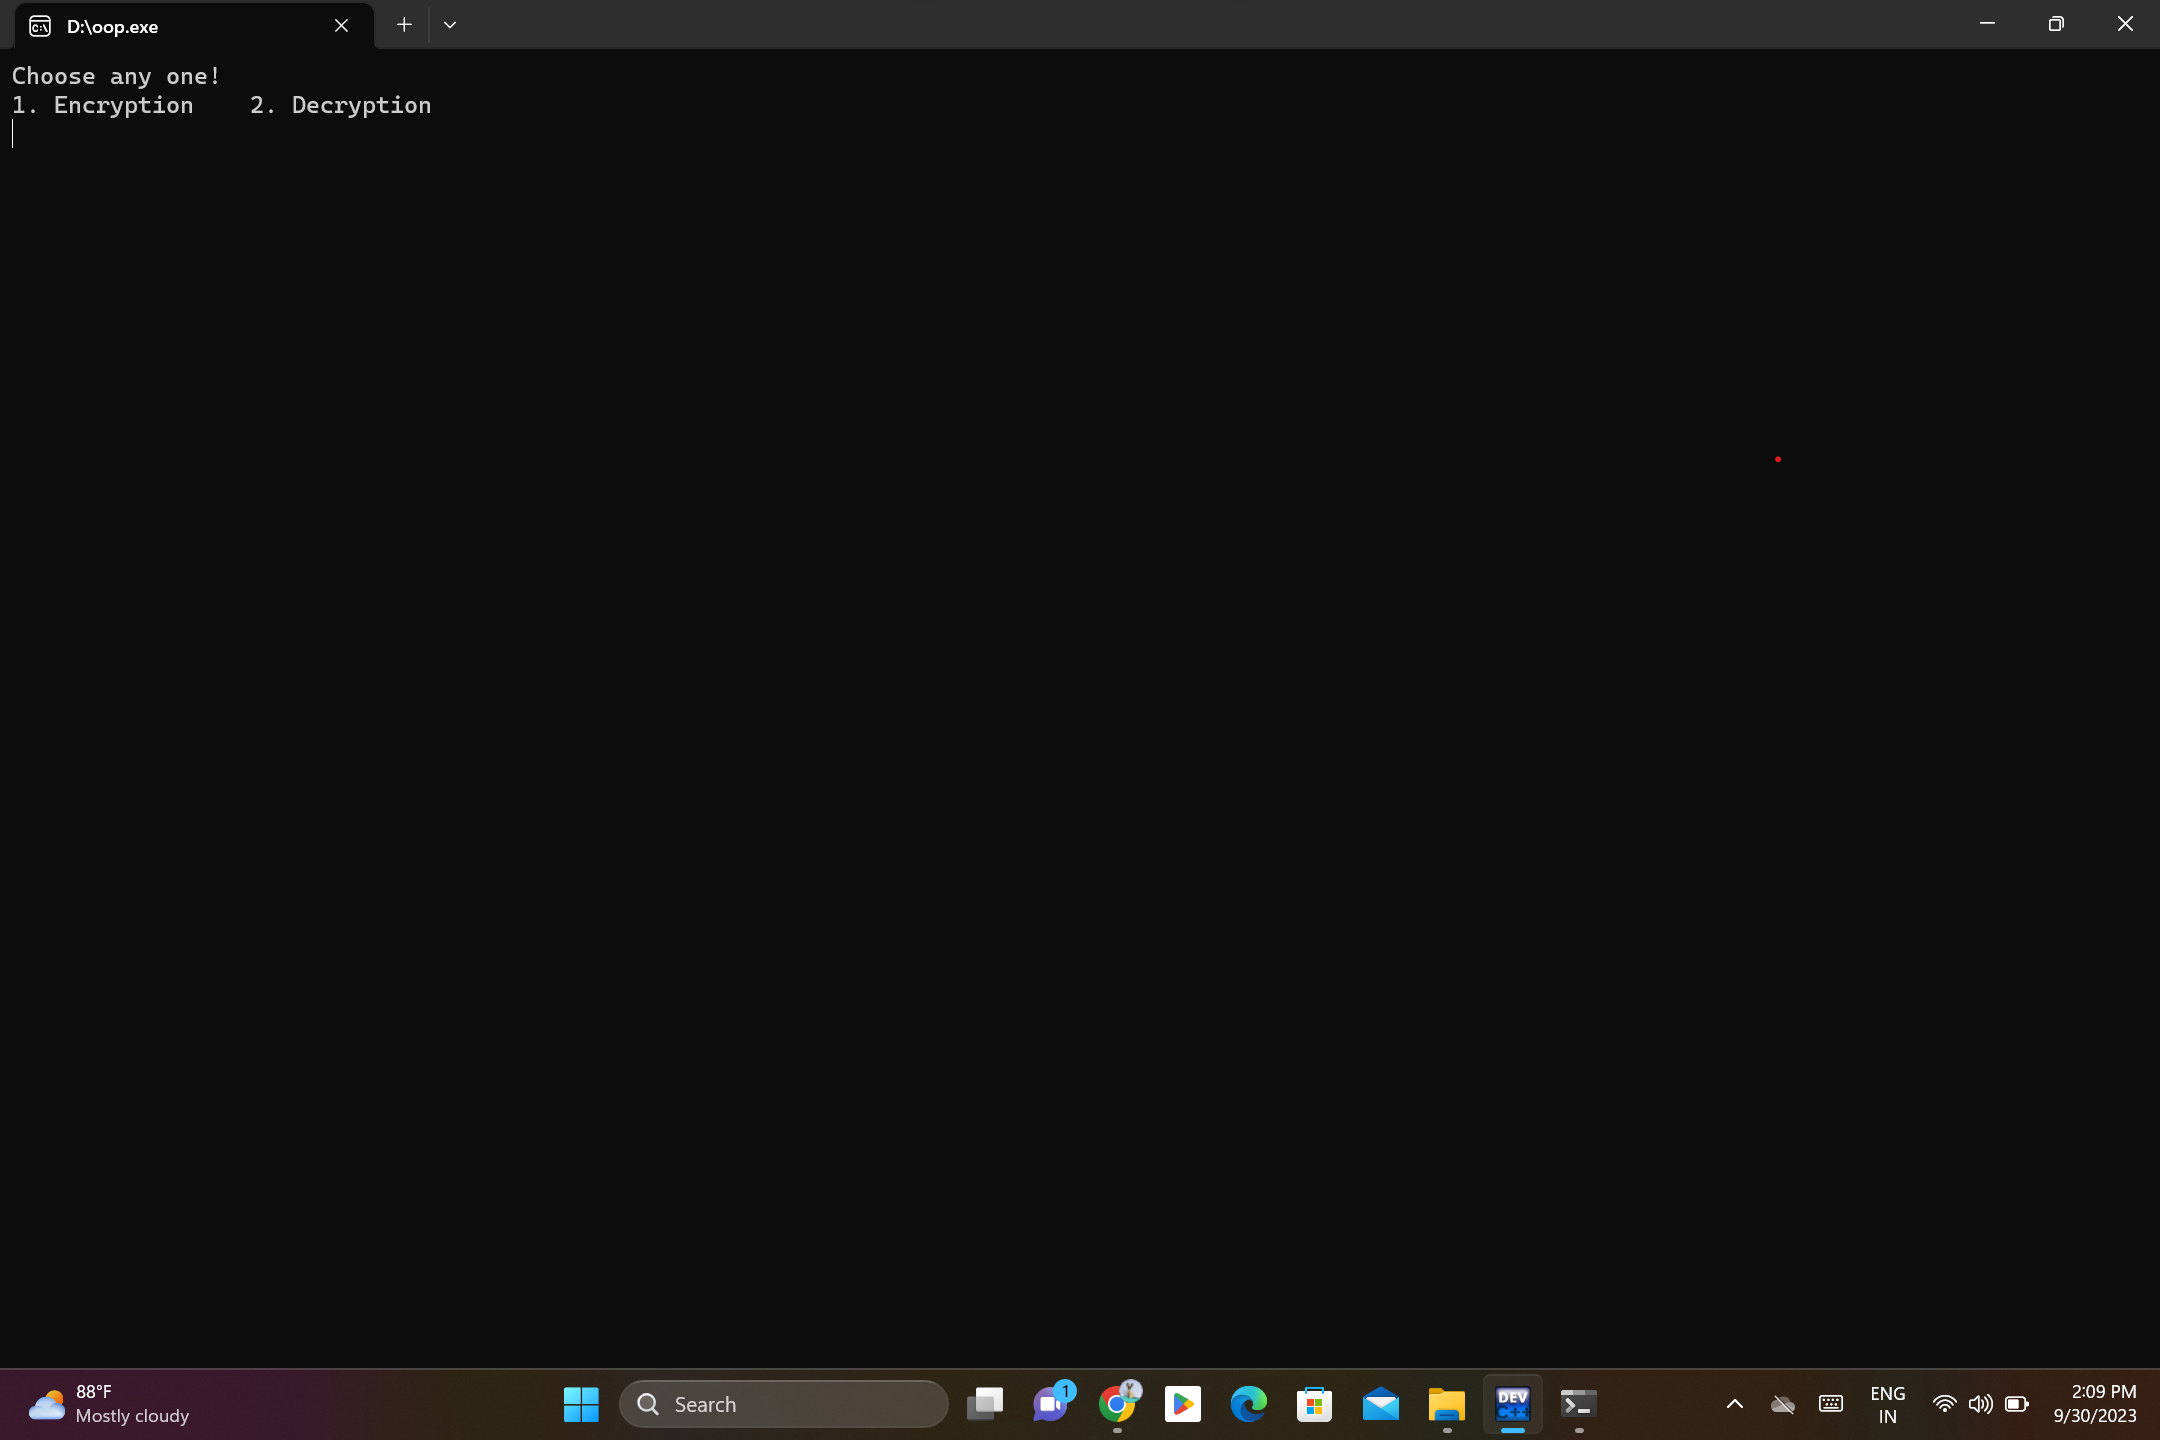 D:\oop.exe
Choose any one!
1. Encryption    2. Decryption
88°F
Mostly cloudy
Search
1
DEV
C++
ENG
IN
2:09 PM
9/30/2023